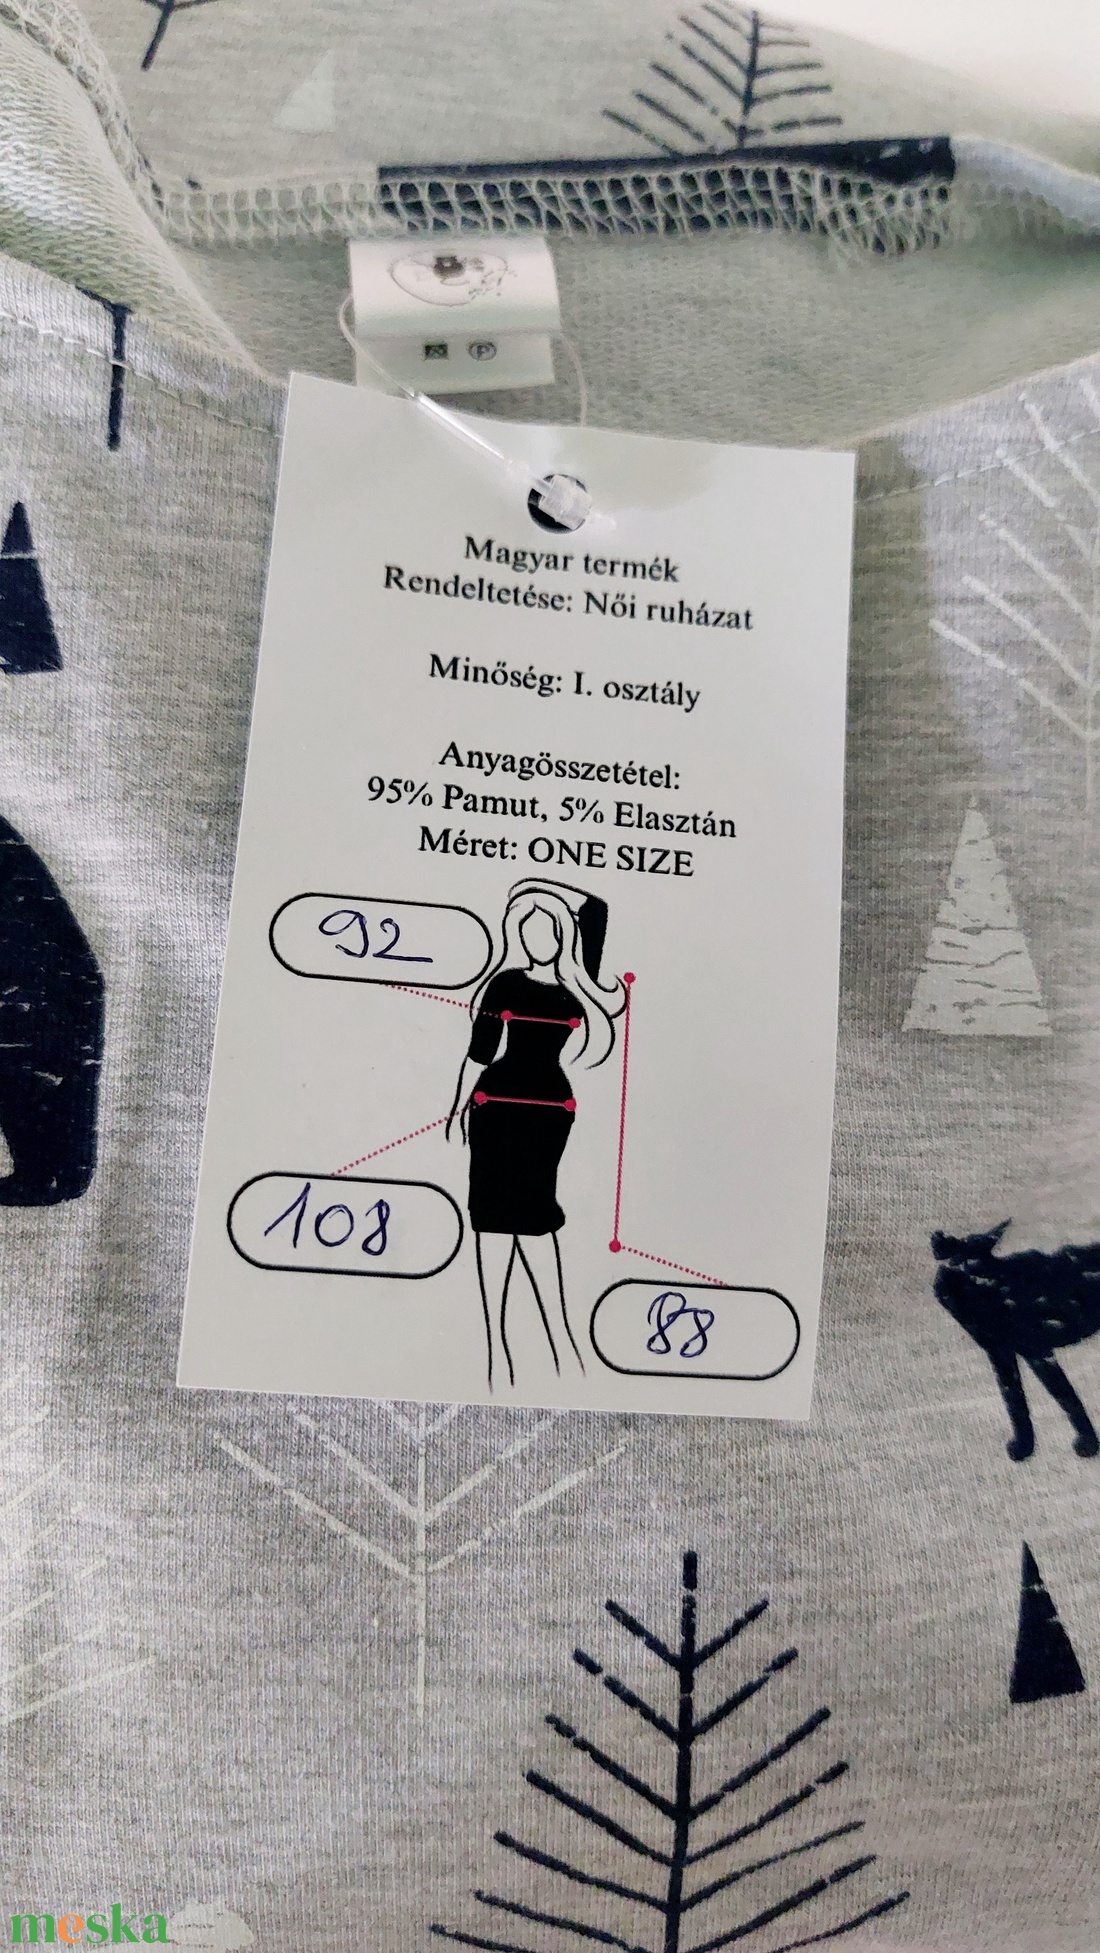 P
Magyar termék
Rendeltetése: Női ruházat
Minőség: I. osztály
Anyagösszetétel:
95% Pamut, 5% Elasztán
Méret: ONE SIZE
92
108
88
meska